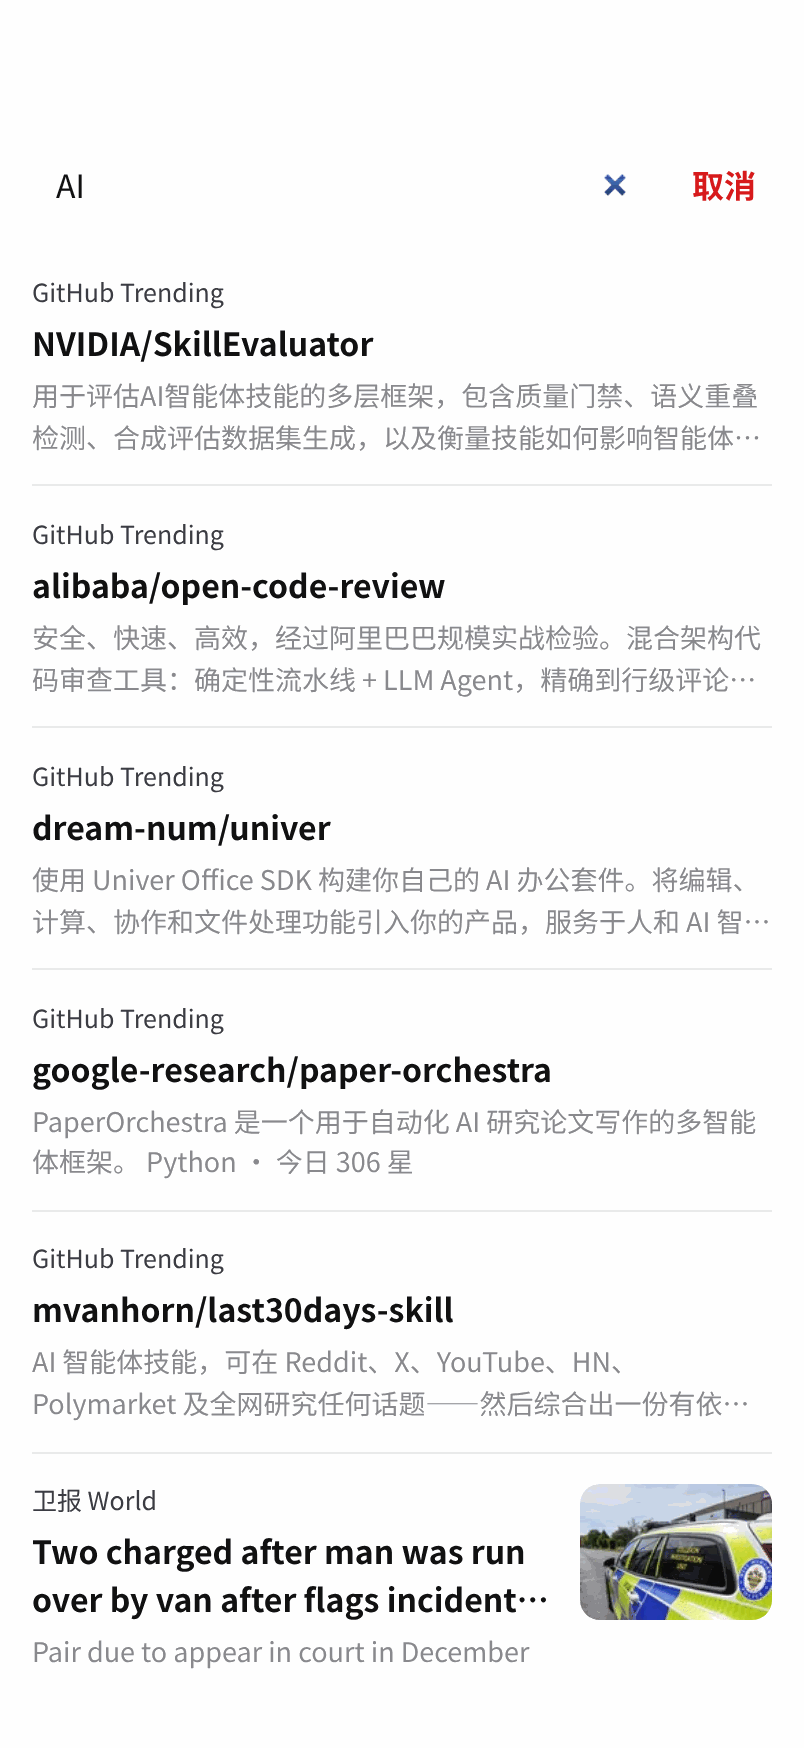 AI
取消
GitHub Trending
NVIDIA/SkillEvaluator
用于评估AI智能体技能的多层框架，包含质量门禁、语义重叠
检测、合成评估数据集生成，以及衡量技能如何影响智能体…
GitHub Trending
alibaba/open-code-review
安全、快速、高效，经过阿里巴巴规模实战检验。混合架构代
码审查工具：确定性流水线 + LLM Agent，精确到行级评论…
GitHub Trending
dream-num/univer
使用 Univer Office SDK 构建你自己的 AI 办公套件。将编辑、
计算、协作和文件处理功能引入你的产品，服务于人和 AI 智…
GitHub Trending
google-research/paper-orchestra
PaperOrchestra 是一个用于自动化 AI 研究论文写作的多智能
体框架。 Python · 今日 306 星
GitHub Trending
mvanhorn/last30days-skill
AI 智能体技能，可在 Reddit、X、YouTube、HN、
Polymarket 及全网研究任何话题——然后综合出一份有依…
卫报 World
Two charged after man was run
over by van after flags incident…
Pair due to appear in court in December